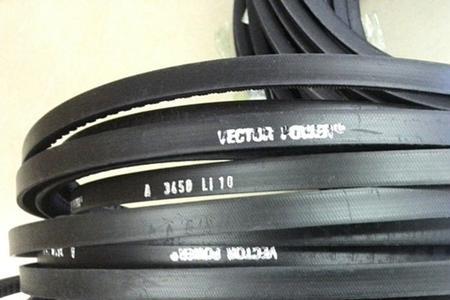 VECTOR POWER®
A 3450 LI 10
A
VECTOR POWER®